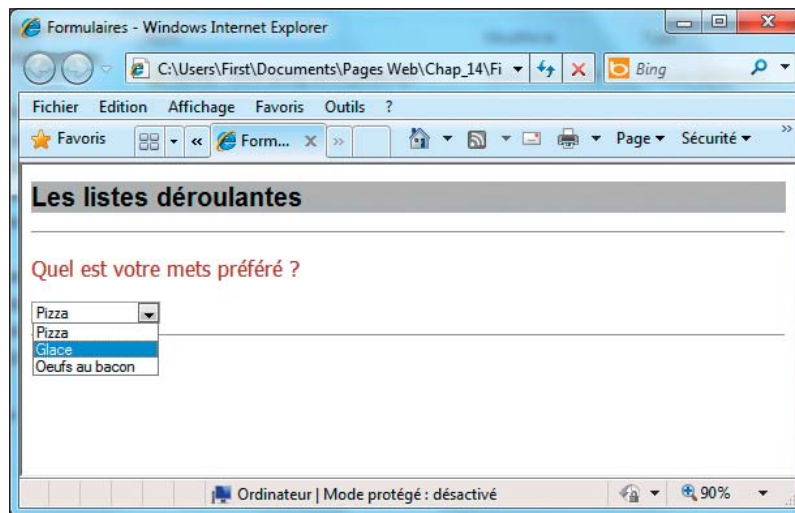 Formulaires - Windows Internet Explorer
C:\Users\First\Documents\Pages Web\Chap_14\Fi
Bing
Fichier Edition Affichage Favoris Outils ?
Favoris « Form... X » Page Sécurité »
Les listes déroulantes
Quel est votre mets préféré ?
Pizza
Pizza
Glace
Oeufs au bacon
Ordinateur | Mode protégé : désactivé 90%